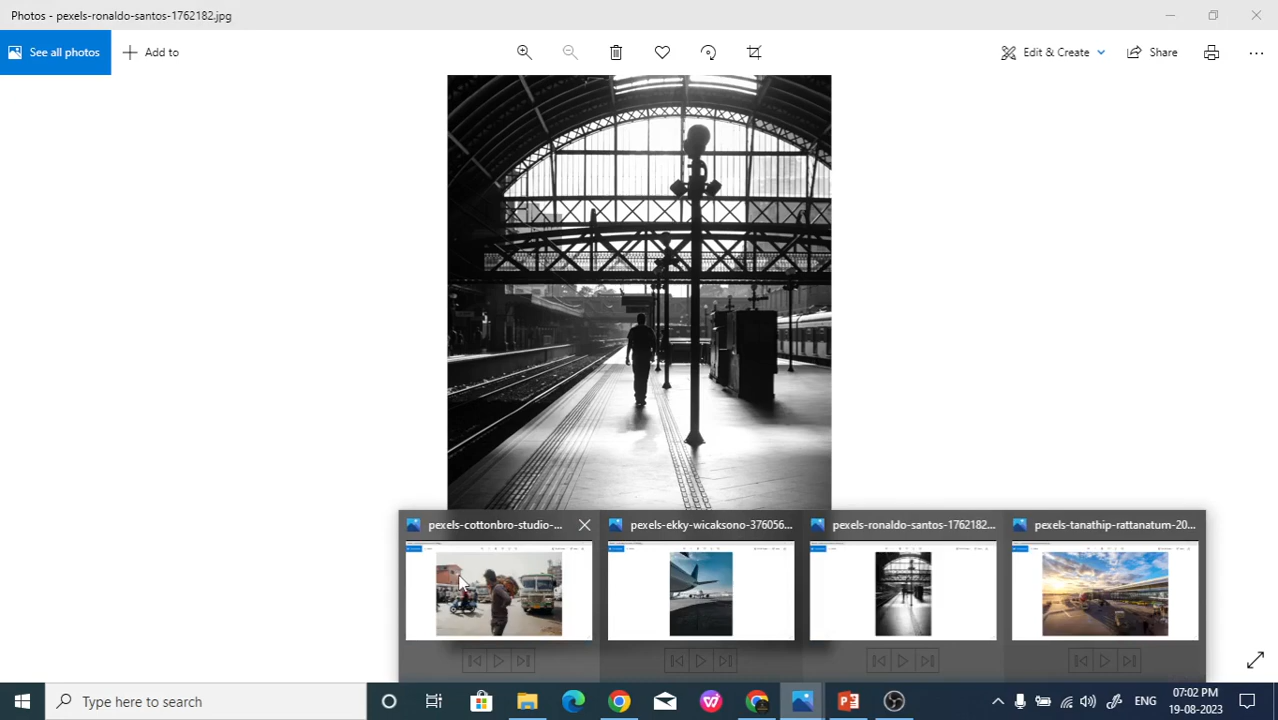 Photos - pexels-ronaldo-santos-1762182.jpg
See all photos
Add to
Edit & Create
Share
pexels-cottonbro-studio-...
pexels-ekky-wicaksono-376056...
pexels-ronaldo-santos-1762182...
pexels-tanathip-rattanatum-20...
Type here to search
ENG
07:02 PM
19-08-2023